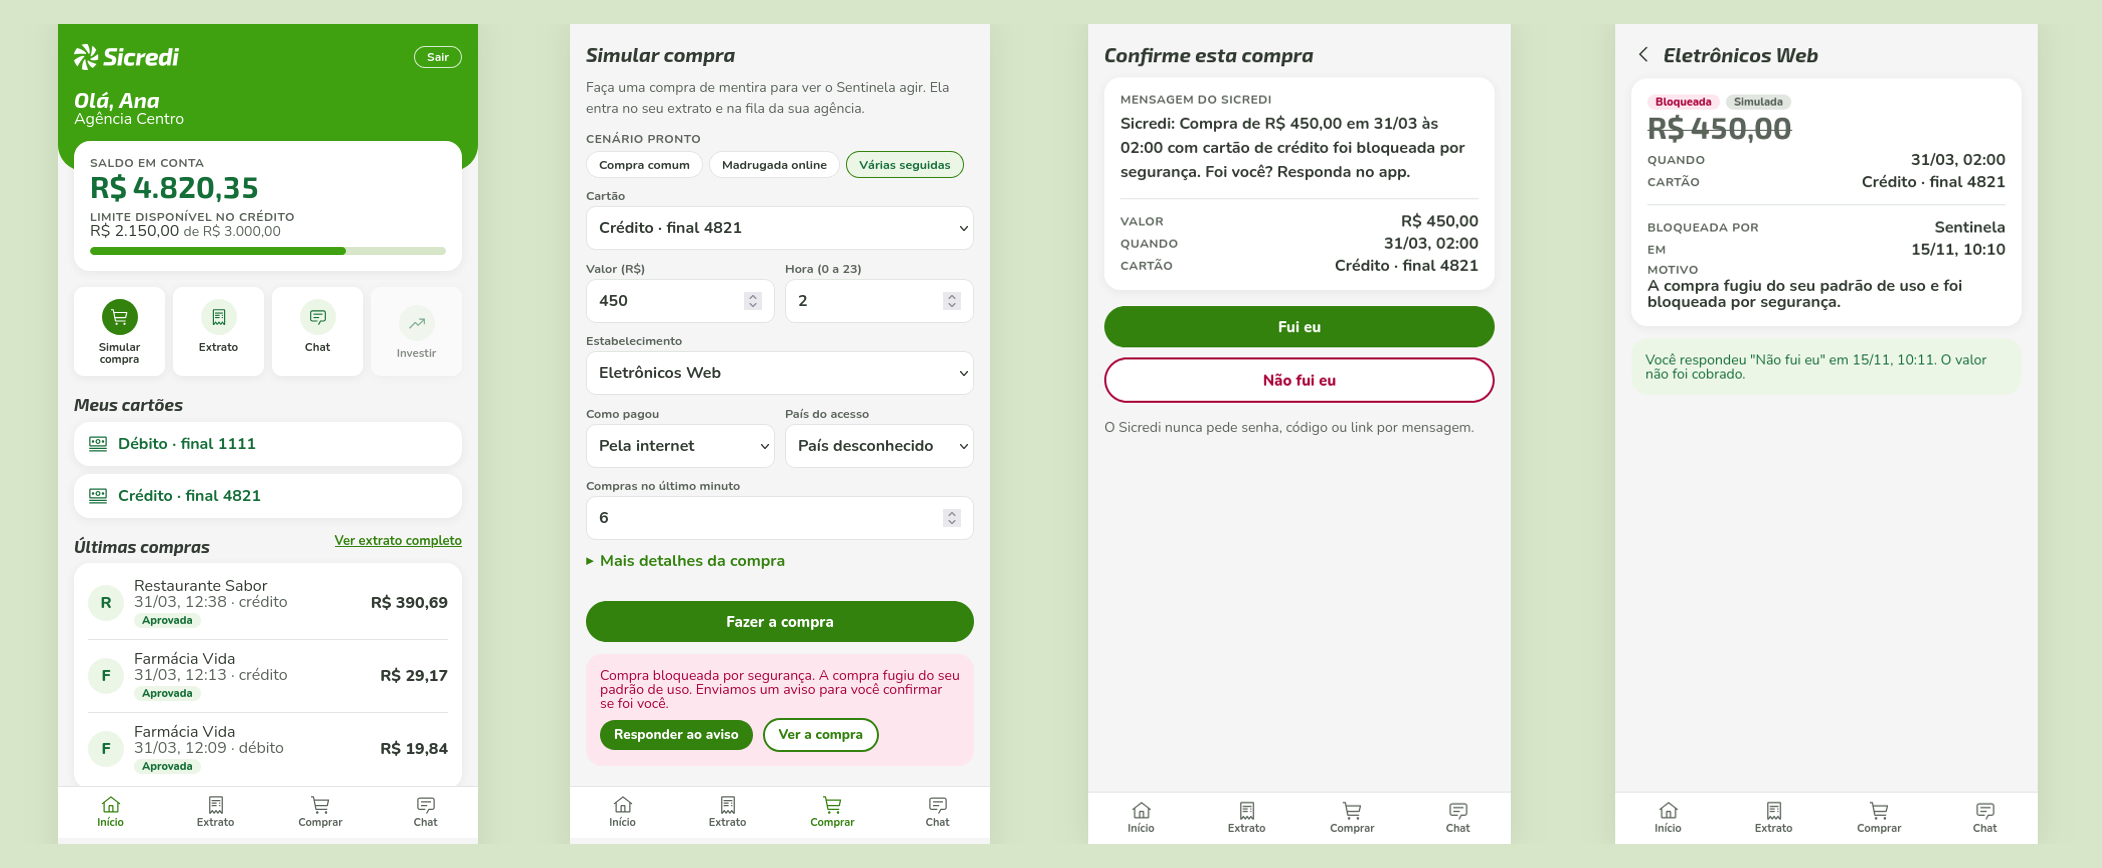 Sicredi
Sair
Olá, Ana
Agência Centro
SALDO EM CONTA
R$ 4.820,35
LIMITE DISPONÍVEL NO CRÉDITO
R$ 2.150,00 de R$ 3.000,00
Simular
compra
Extrato
Chat
Investir
Meus cartões
Débito · final 1111
Crédito · final 4821
Últimas compras
Ver extrato completo
R
Restaurante Sabor
31/03, 12:38 · crédito
Aprovada
R$ 390,69
F
Farmácia Vida
31/03, 12:13 · crédito
Aprovada
R$ 29,17
F
Farmácia Vida
31/03, 12:09 · débito
Aprovada
R$ 19,84
Início
Extrato
Comprar
Chat
Simular compra
Faça uma compra de mentira para ver o Sentinela agir. Ela
entra no seu extrato e na fila da sua agência.
CENÁRIO PRONTO
Compra comum
Madrugada online
Várias seguidas
Cartão
Crédito · final 4821
Valor (R$)
Hora (0 a 23)
450
2
Estabelecimento
Eletrônicos Web
Como pagou
País do acesso
Pela internet
País desconhecido
Compras no último minuto
6
Mais detalhes da compra
Fazer a compra
Compra bloqueada por segurança. A compra fugiu do seu
padrão de uso. Enviamos um aviso para você confirmar
se foi você.
Responder ao aviso
Ver a compra
Início
Extrato
Comprar
Chat
Confirme esta compra
MENSAGEM DO SICREDI
Sicredi: Compra de R$ 450,00 em 31/03 às
02:00 com cartão de crédito foi bloqueada por
segurança. Foi você? Responda no app.
VALOR
R$ 450,00
QUANDO
31/03, 02:00
CARTÃO
Crédito · final 4821
Fui eu
Não fui eu
O Sicredi nunca pede senha, código ou link por mensagem.
Início
Extrato
Comprar
Chat
Eletrônicos Web
Bloqueada
Simulada
R$ 450,00
QUANDO
31/03, 02:00
CARTÃO
Crédito · final 4821
BLOQUEADA POR
Sentinela
EM
15/11, 10:10
MOTIVO
A compra fugiu do seu padrão de uso e foi
bloqueada por segurança.
Você respondeu "Não fui eu" em 15/11, 10:11. O valor
não foi cobrado.
Início
Extrato
Comprar
Chat